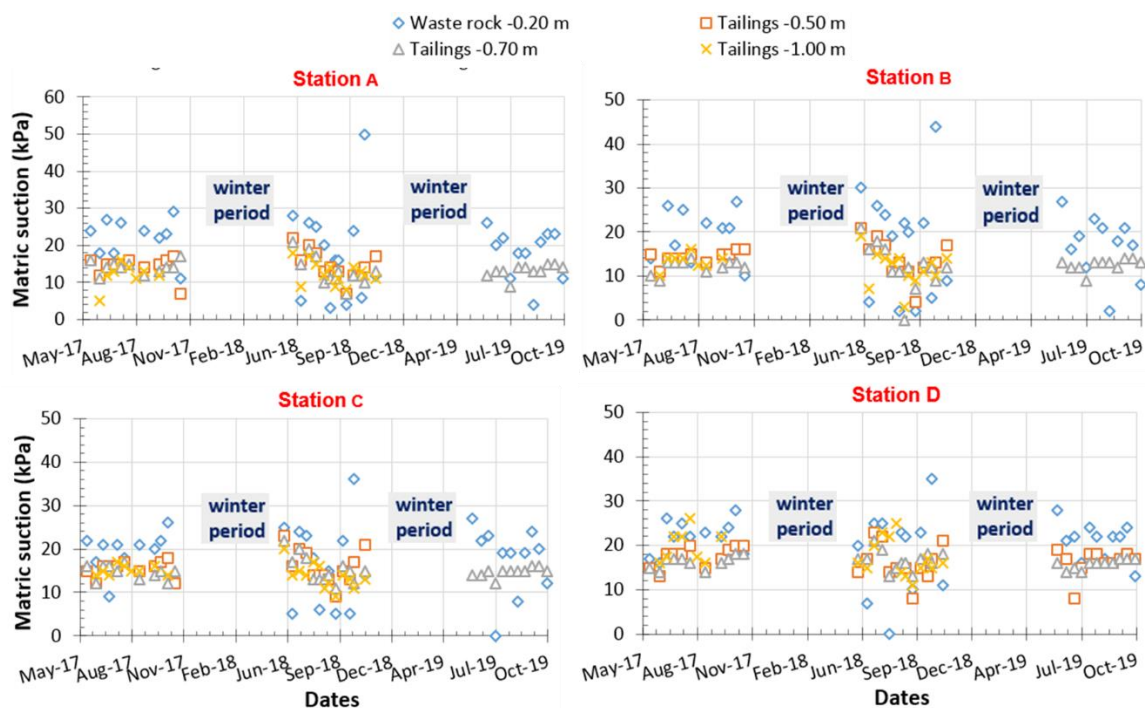 Waste rock -0.20 m
Tailings -0.50 m
Tailings -0.70 m
Tailings -1.00 m
Station A
Matric suction (kPa)
60
50
40
30
20
10
0
winter
period
winter
period
May-17
Aug-17
Nov-17
Feb-18
Jun-18
Sep-18
Dec-18
Apr-19
Jul-19
Oct-19
Station B
50
40
30
20
10
0
winter
period
winter
period
May-17
Aug-17
Nov-17
Feb-18
Jun-18
Sep-18
Dec-18
Apr-19
Jul-19
Oct-19
Station C
Matric suction (kPa)
50
40
30
20
10
0
winter
period
winter
period
May-17
Aug-17
Nov-17
Feb-18
Jun-18
Sep-18
Dec-18
Apr-19
Jul-19
Oct-19
Dates
Station D
50
40
30
20
10
0
winter
period
winter
period
May-17
Aug-17
Nov-17
Feb-18
Jun-18
Sep-18
Dec-18
Apr-19
Jul-19
Oct-19
Dates